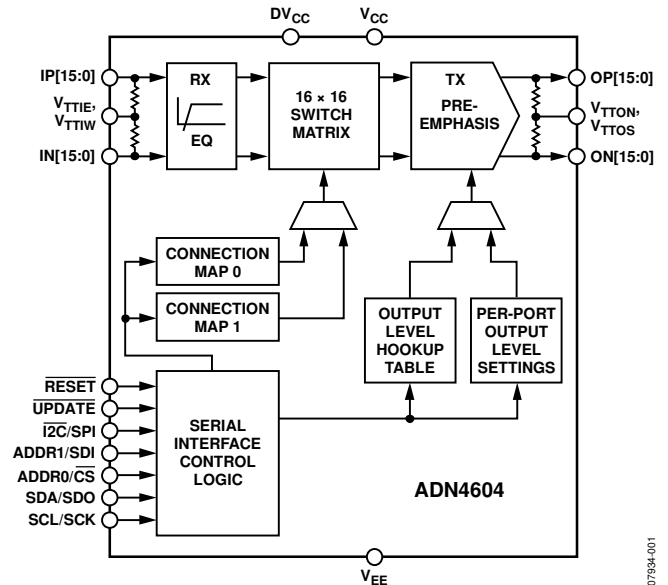 DVCC
VCC
IP[15:0]
VTTIE,
VTTIW
IN[15:0]
RX
EQ
16 × 16
SWITCH
MATRIX
TX
PRE-
EMPHASIS
OP[15:0]
VTTON,
VTTOS
ON[15:0]
CONNECTION
MAP 0
CONNECTION
MAP 1
OUTPUT
LEVEL
HOOKUP
TABLE
PER-PORT
OUTPUT
LEVEL
SETTINGS
RESET
UPDATE
I2C/SPI
ADDR1/SDI
ADDR0/CS
SDA/SDO
SCL/SCK
SERIAL
INTERFACE
CONTROL
LOGIC
ADN4604
VEE
07934-001